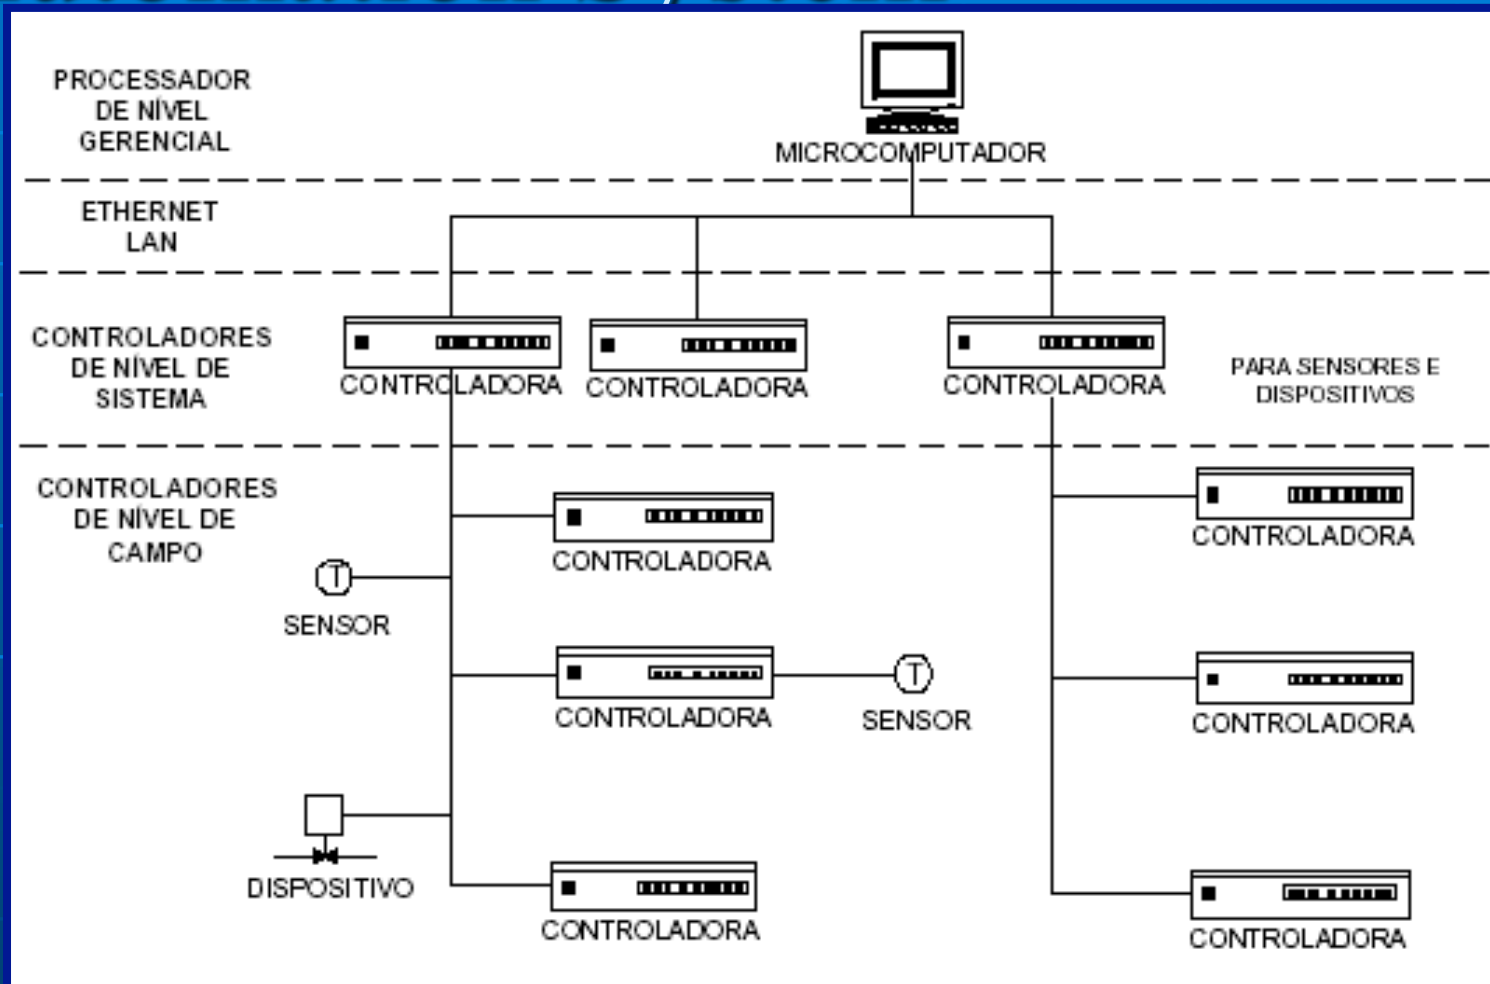 PROCESSADOR
DE NÍVEL
GERENCIAL
MICROCOMPUTADOR
ETHERNET
LAN
CONTROLADORES
DE NÍVEL DE
SISTEMA
CONTROLADORA
CONTROLADORA
CONTROLADORA
PARA SENSORES E
DISPOSITIVOS
CONTROLADORES
DE NÍVEL DE
CAMPO
CONTROLADORA
CONTROLADORA
T
SENSOR
CONTROLADORA
T
SENSOR
CONTROLADORA
DISPOSITIVO
CONTROLADORA
CONTROLADORA